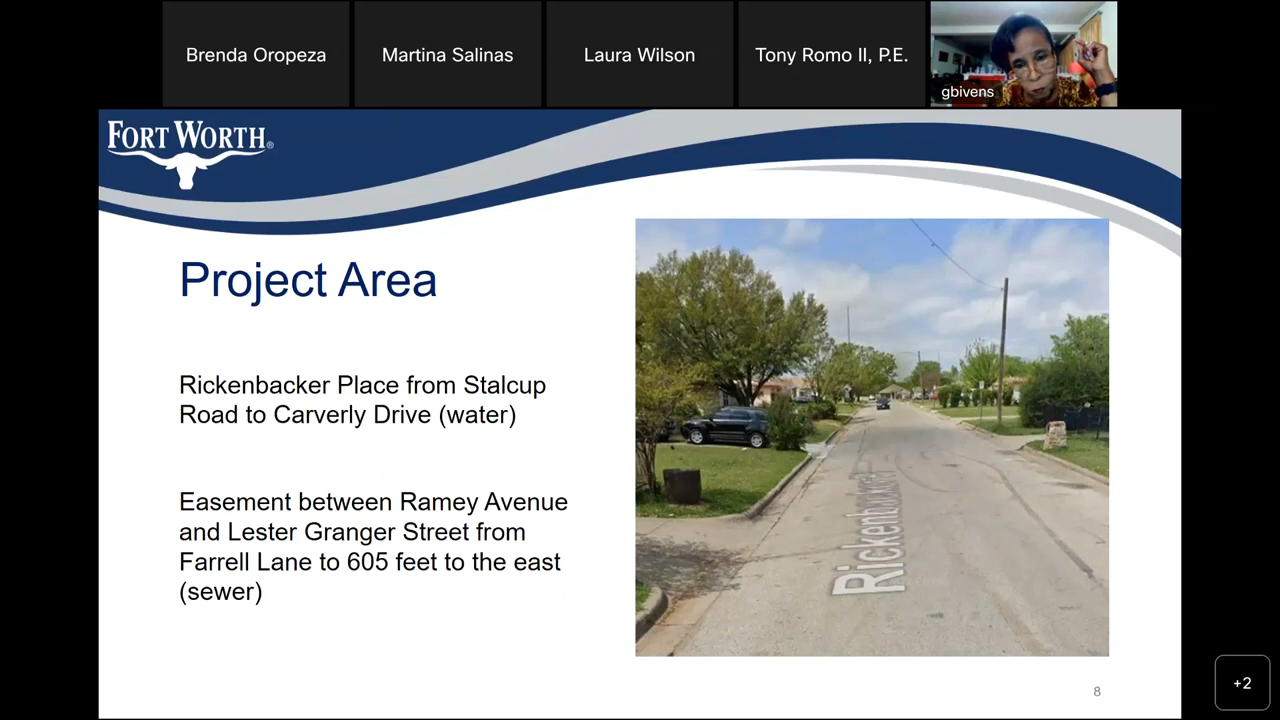 Brenda Oropeza
Martina Salinas
Laura Wilson
Tony Romo II, P.E.
gbivens
FORT WORTH®
Project Area
Rickenbacker Place from Stalcup
Road to Carverly Drive (water)
Easement between Ramey Avenue
and Lester Granger Street from
Farrell Lane to 605 feet to the east
(sewer)
8
+2